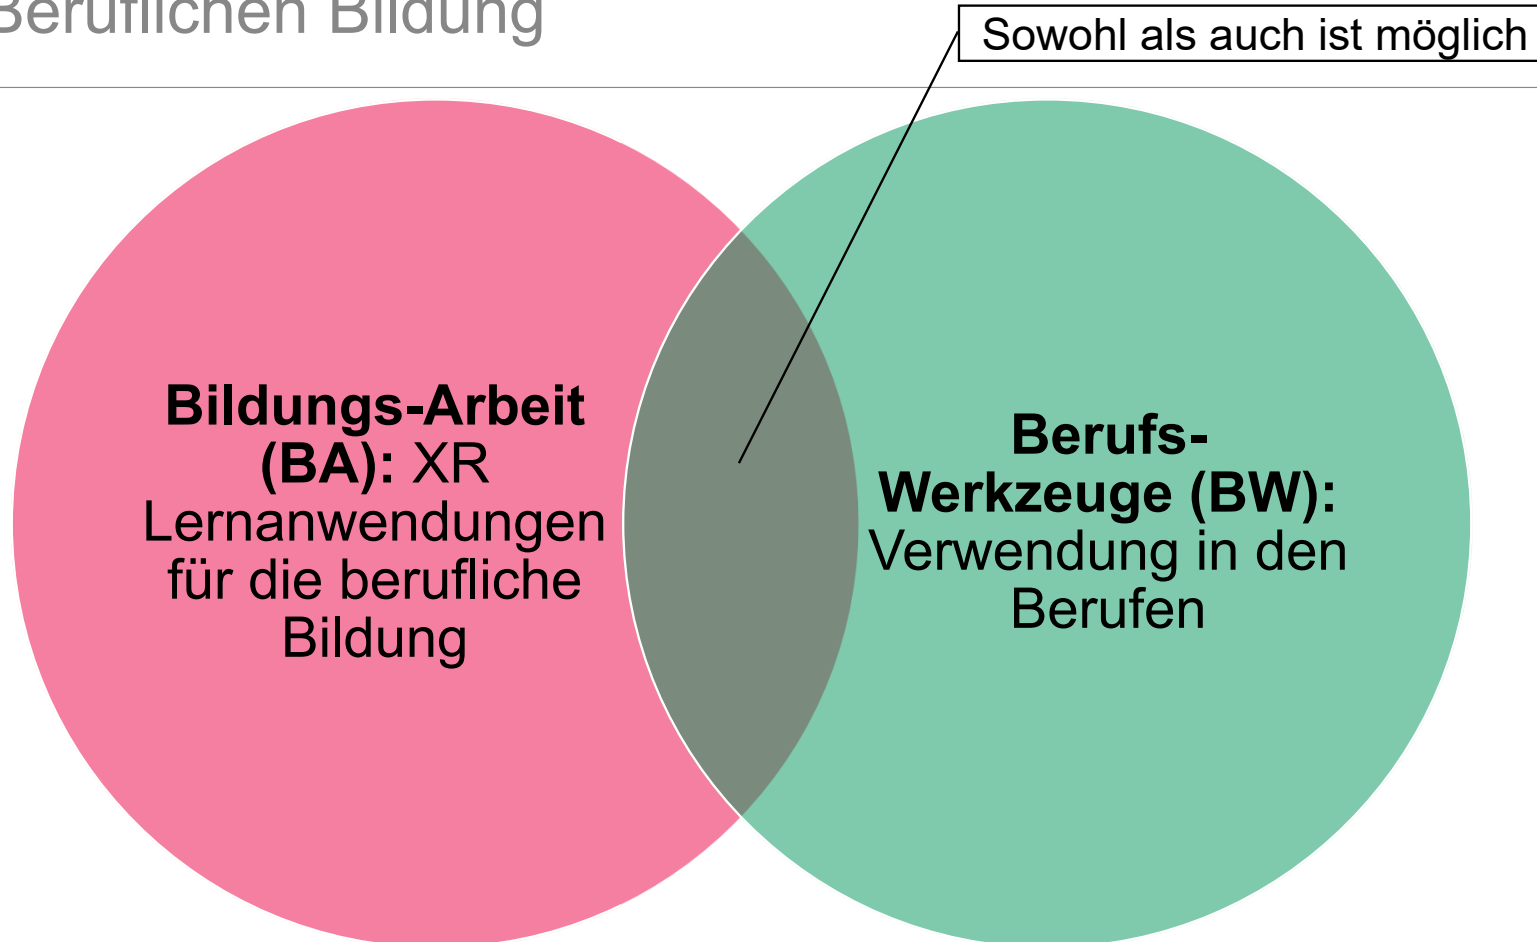 Beruflichen Bildung
Sowohl als auch ist möglich
Bildungs-Arbeit
(BA): XR
Lernanwendungen
für die berufliche
Bildung
Berufs-
Werkzeuge (BW):
Verwendung in den
Berufen